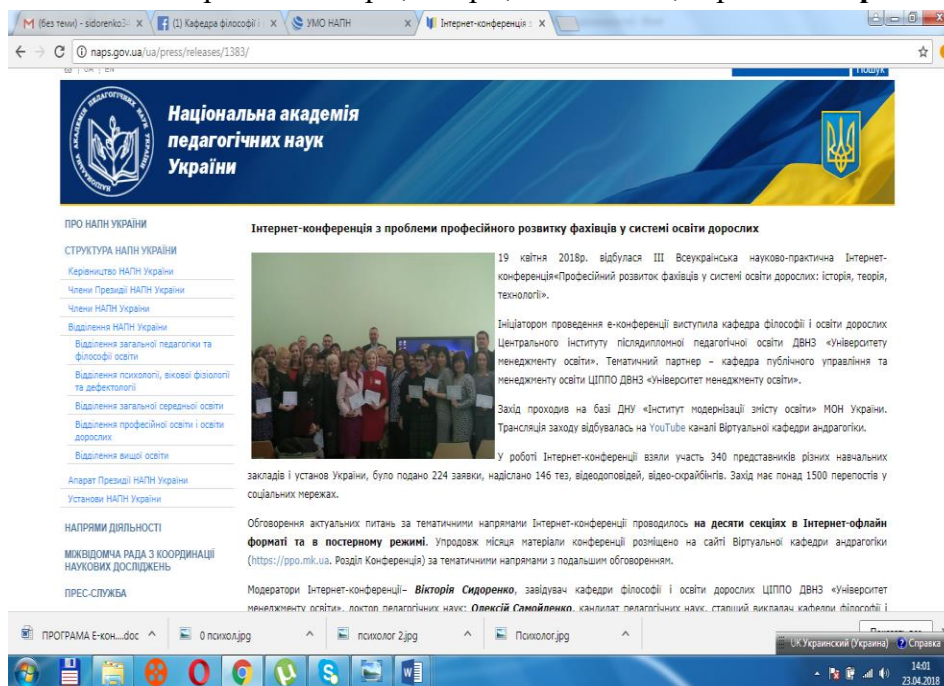 (без теми) - sidorenko3
(1) Кафедра філософії і
УМО НАПН
Інтернет-конференція з
naps.gov.ua/ua/press/releases/1383/
UA | EN
Пошук
НАЦІОНАЛЬНА АКАДЕМІЯ ПЕДАГОГІЧНИХ НАУК УКРАЇНИ
Національна академія
педагогічних наук
України
ПРО НАПН УКРАЇНИ
СТРУКТУРА НАПН УКРАЇНИ
Керівництво НАПН України
Члени Президії НАПН України
Члени НАПН України
Відділення НАПН України
Відділення загальної педагогіки та
філософії освіти
Відділення психології, вікової фізіології
та дефектології
Відділення загальної середньої освіти
Відділення професійної освіти і освіти
дорослих
Відділення вищої освіти
Апарат Президії НАПН України
Установи НАПН України
НАПРЯМИ ДІЯЛЬНОСТІ
МІЖВІДОМЧА РАДА З КООРДИНАЦІЇ
НАУКОВИХ ДОСЛІДЖЕНЬ
ПРЕС-СЛУЖБА
Інтернет-конференція з проблеми професійного розвитку фахівців у системі освіти дорослих
19 квітня 2018р. відбулася ІІІ Всеукраїнська науково-практична Інтернет-
конференція«Професійний розвиток фахівців у системі освіти дорослих: історія, теорія,
технології».
Ініціатором проведення е-конференції виступила кафедра філософії і освіти дорослих
Центрального інституту післядипломної педагогічної освіти ДВНЗ «Університету
менеджменту освіти». Тематичний партнер – кафедра публічного управління та
менеджменту освіти ЦІППО ДВНЗ «Університет менеджменту освіти».
Захід проходив на базі ДНУ «Інститут модернізації змісту освіти» МОН України.
Трансляція заходу відбувалась на YouTube каналі Віртуальної кафедри андрагогіки.
У роботі Інтернет-конференції взяли участь 340 представників різних навчальних
закладів і установ України, було подано 224 заявки, надіслано 146 тез, відеодоповідей, відео-скрайбінгів. Захід має понад 1500 перепостів у
соціальних мережах.
Обговорення актуальних питань за тематичними напрямами Інтернет-конференції проводилось на десяти секціях в Інтернет-офлайн
форматі та в постерному режимі. Упродовж місяця матеріали конференції розміщено на сайті Віртуальної кафедри андрагогіки
(https://ppo.mk.ua. Розділ Конференція) за тематичними напрямами з подальшим обговоренням.
Модератори Інтернет-конференції– Вікторія Сидоренко, завідувач кафедри філософії і освіти дорослих ЦІППО ДВНЗ «Університет
менеджменту освіти», доктор педагогічних наук; Олексій Самойленко, кандидат педагогічних наук, старший викладач кафедри філософії і
ПРОГРАМА Е-кон....doc
0 психол.jpg
психолог 2.jpg
Психолог.jpg
UK Украинский (Украина)
Справка
14:01
23.04.2018